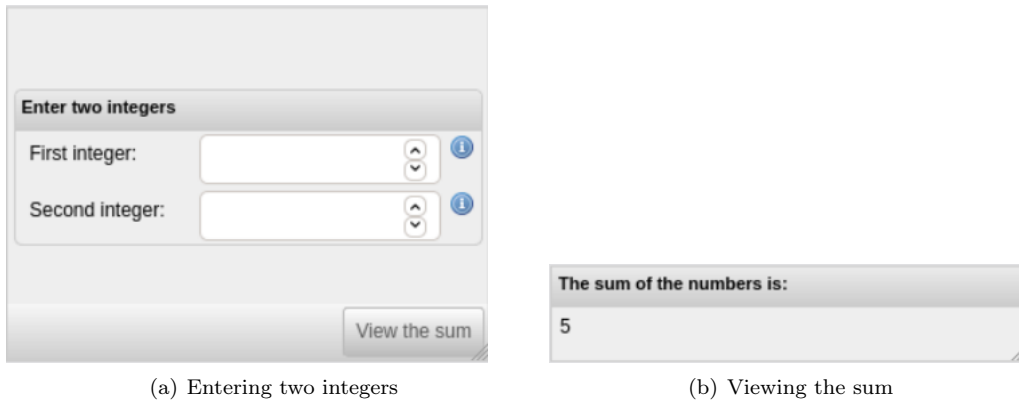 Enter two integers
First integer:
Second integer:
View the sum
(a) Entering two integers
The sum of the numbers is:
5
(b) Viewing the sum